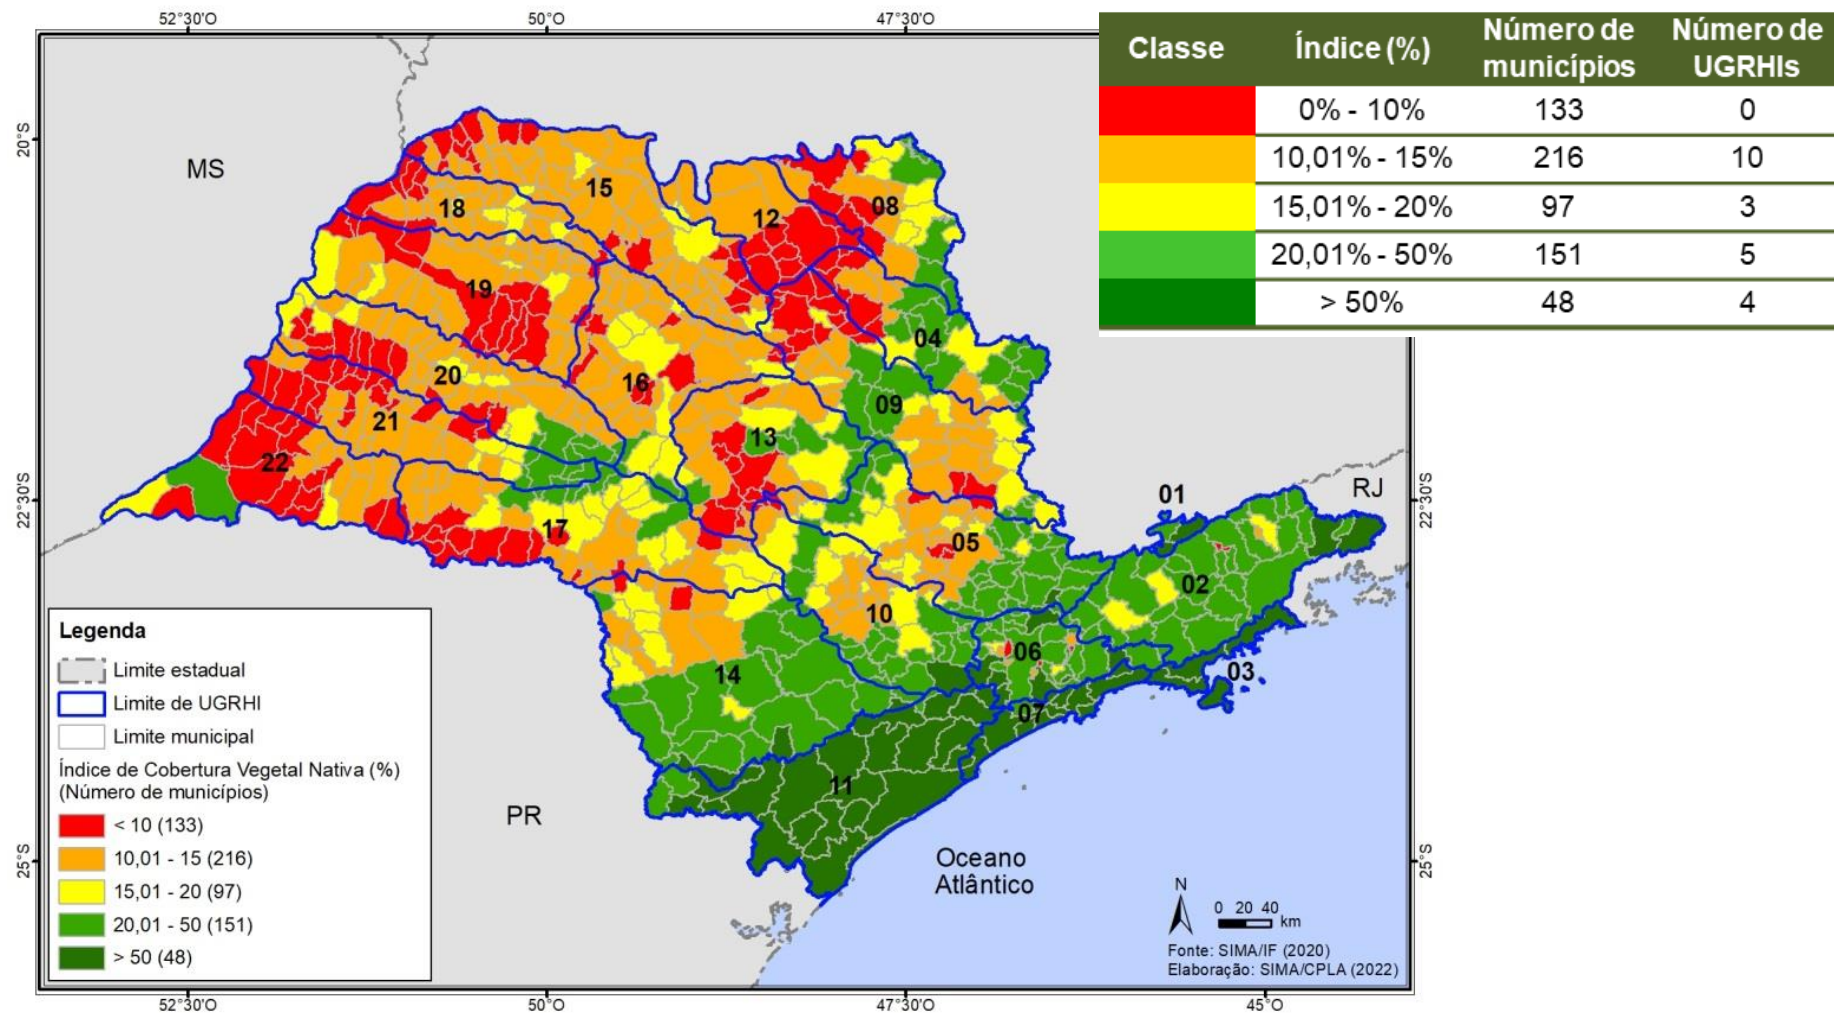 52°30'O 50°O 47°30'O
Classe Índice (%) Número de municípios Número de UGRHIs
0% - 10% 133 0
10,01% - 15% 216 10
15,01% - 20% 97 3
20,01% - 50% 151 5
> 50% 48 4
20°S
22°30'S
25°S
MS
15
18
12
08
19
04
20
16
09
21
13
22
17
05
01
RJ
22°30'S
02
10
06
03
14
07
11
PR
Oceano
Atlântico
25°S
Legenda
Limite estadual
Limite de UGRHI
Limite municipal
Índice de Cobertura Vegetal Nativa (%)
(Número de municípios)
< 10 (133)
10,01 - 15 (216)
15,01 - 20 (97)
20,01 - 50 (151)
> 50 (48)
N
0 20 40
km
Fonte: SIMA/IF (2020)
Elaboração: SIMA/CPLA (2022)
52°30'O 50°O 47°30'O 45°O